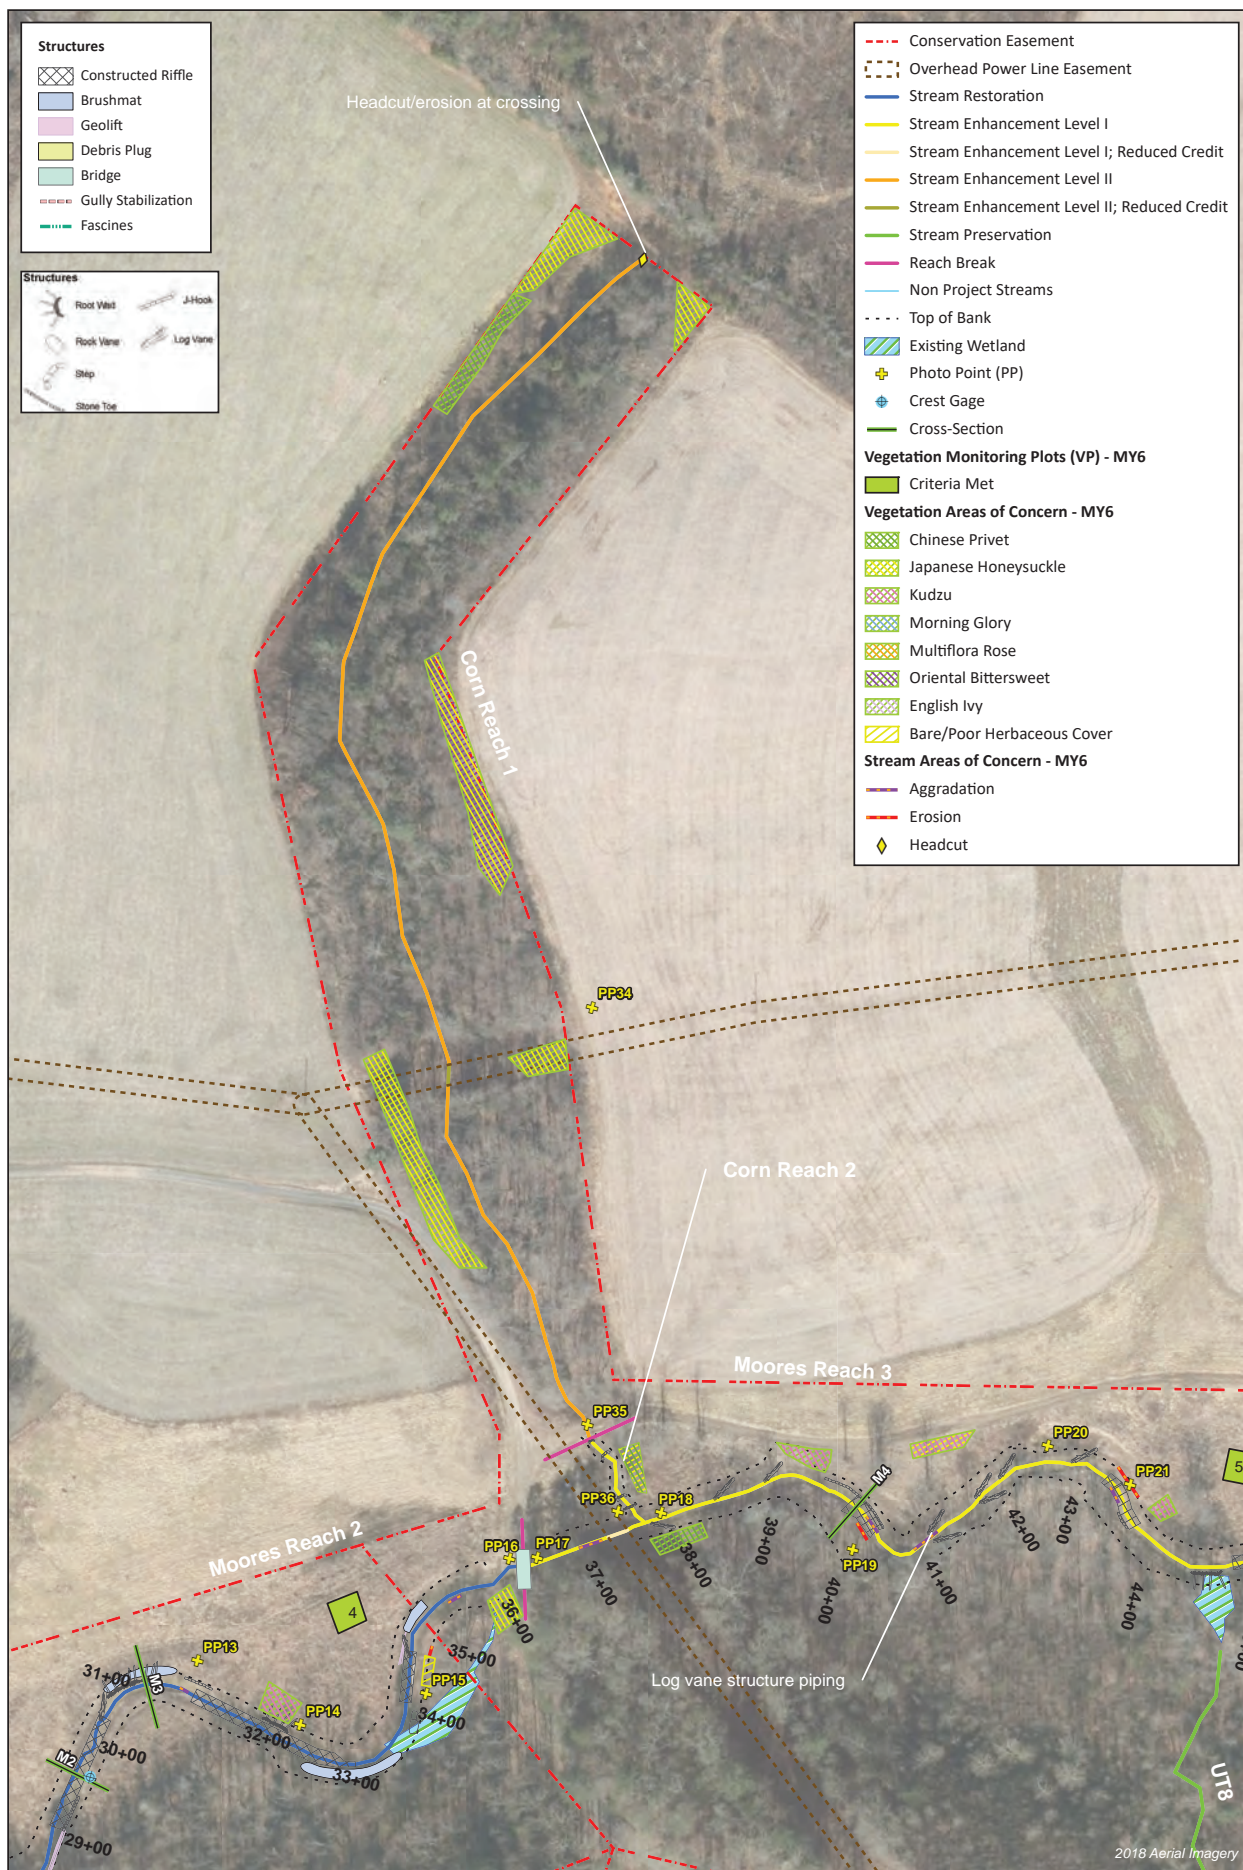 Structures
Constructed Riffle
Brushmat
Geolift
Debris Plug
Bridge
Gully Stabilization
Fascines
Structures
Root Wad
J-Hook
Rock Vane
Log Vane
Step
Stone Toe
Conservation Easement
Overhead Power Line Easement
Stream Restoration
Stream Enhancement Level I
Stream Enhancement Level I; Reduced Credit
Stream Enhancement Level II
Stream Enhancement Level II; Reduced Credit
Stream Preservation
Reach Break
Non Project Streams
Top of Bank
Existing Wetland
Photo Point (PP)
Crest Gage
Cross-Section
Vegetation Monitoring Plots (VP) - MY6
Criteria Met
Vegetation Areas of Concern - MY6
Chinese Privet
Japanese Honeysuckle
Kudzu
Morning Glory
Multiflora Rose
Oriental Bittersweet
English Ivy
Bare/Poor Herbaceous Cover
Stream Areas of Concern - MY6
Aggradation
Erosion
Headcut
Headcut/erosion at crossing
Corn Reach 1
PP34
Corn Reach 2
Moores Reach 3
PP35
PP20
PP21
5
M4
PP36
PP18
PP19
PP16
PP17
Moores Reach 2
37+00
38+00
39+00
40+00
41+00
42+00
43+00
44+00
36+00
35+00
4
PP13
PP15
PP14
34+00
31+00
M3
32+00
33+00
30+00
M2
29+00
Log vane structure piping
UT8
2018 Aerial Imagery